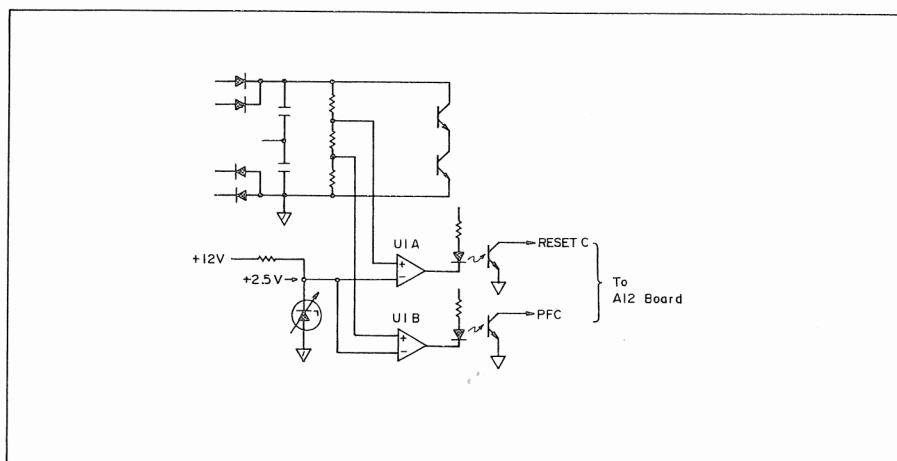 U1A
+
−
RESET C
+12V
+2.5V
To
A12 Board
U1B
+
−
PFC